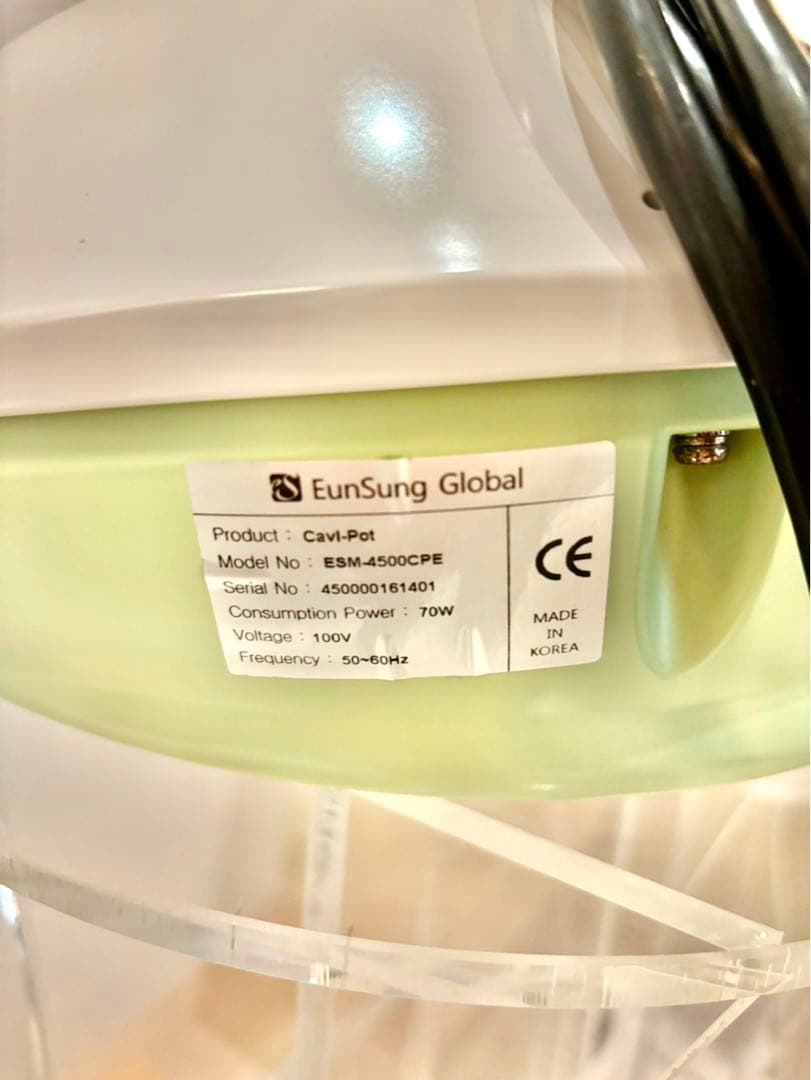 EunSung Global
Product : Cavi-Pot
Model No : ESM-4500CPE
Serial No : 450000161401
Consumption Power : 70W
Voltage : 100V
Frequency : 50~60Hz
CE
MADE
IN
KOREA